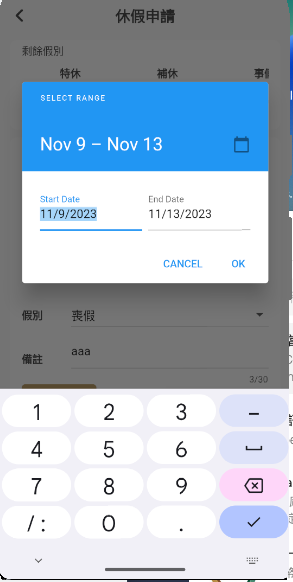 休假申請
剩餘假別
特休 補休 事假
SELECT RANGE
Nov 9 – Nov 13
Start Date End Date
11/9/2023 11/13/2023
CANCEL OK
假別 喪假
備註 aaa
3/30
1 2 3 –
4 5 6
7 8 9
/ : 0 .